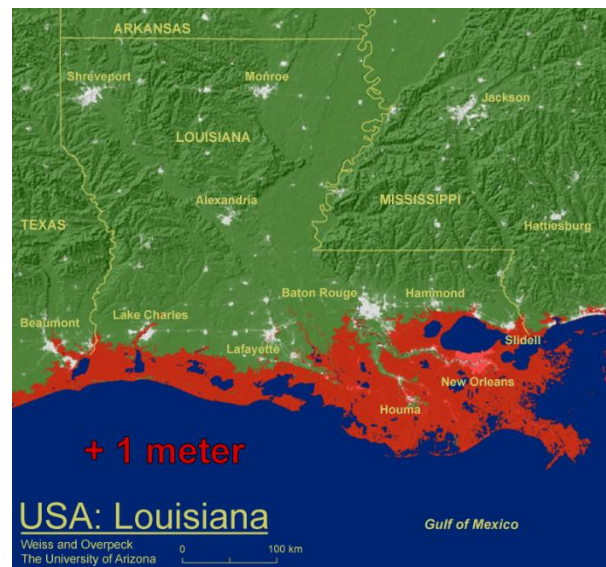 ARKANSAS
Shreveport
Monroe
Jackson
LOUISIANA
Alexandria
MISSISSIPPI
TEXAS
Hattiesburg
Baton Rouge
Hammond
Beaumont
Lake Charles
Lafayette
Slidell
New Orleans
Houma
+ 1 meter
USA: Louisiana
Gulf of Mexico
Weiss and Overpeck
The University of Arizona
0 100 km